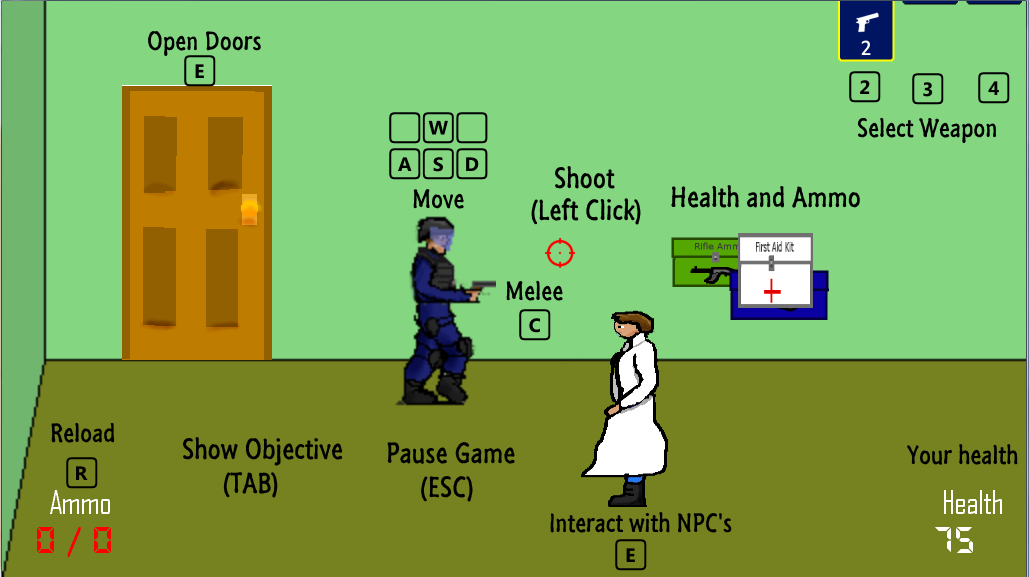 Open Doors
E
2
2 3 4
Select Weapon
W
A S D
Move
Shoot
(Left Click)
Health and Ammo
Rifle Amm
First Aid Kit
Melee
C
Reload
R
Show Objective
(TAB)
Pause Game
(ESC)
Your health
Ammo
0 / 0
Health
75
Interact with NPC's
E